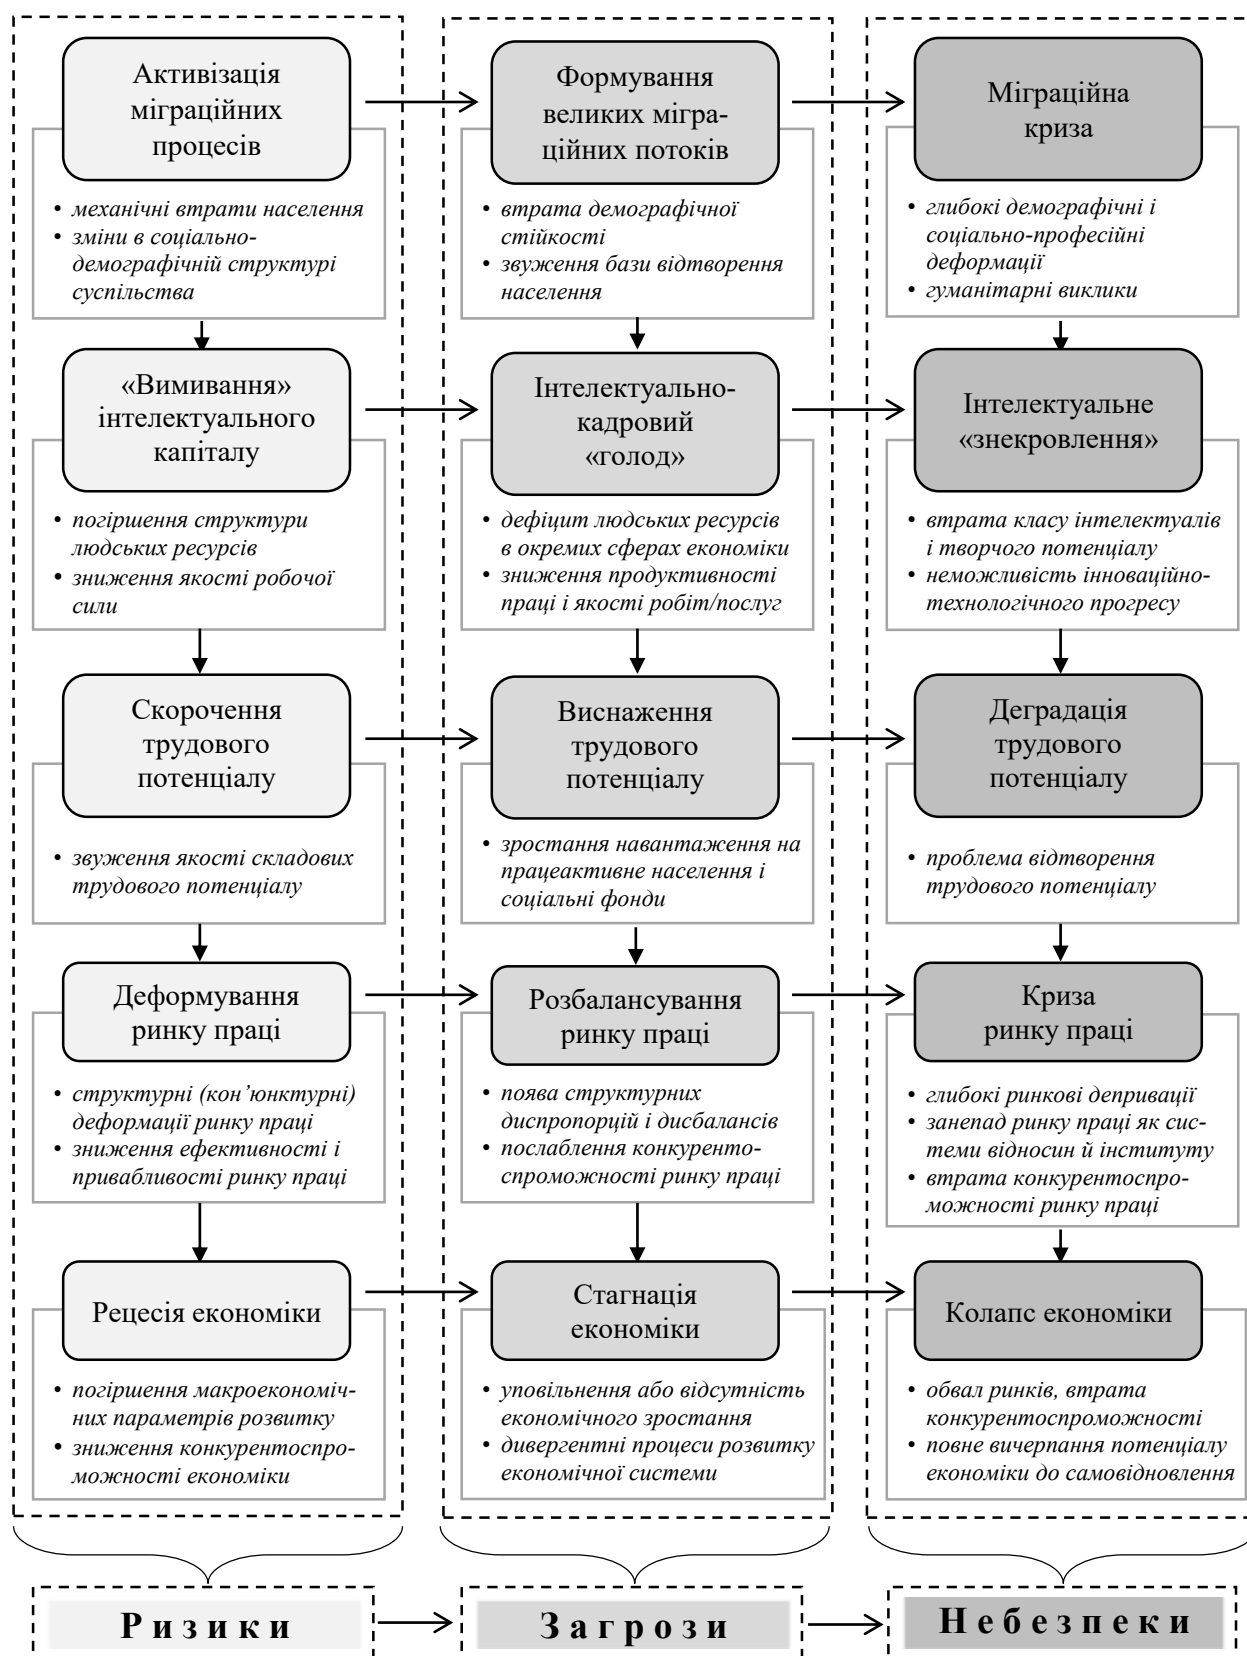 Активізація
міграційних
процесів
• механічні втрати населення
• зміни в соціально-
демографічній структурі
суспільства
Формування
великих мігра-
ційних потоків
• втрата демографічної
стійкості
• звуження бази відтворення
населення
Міграційна
криза
• глибокі демографічні і
соціально-професійні
деформації
• гуманітарні виклики
«Вимивання»
інтелектуального
капіталу
• погіршення структури
людських ресурсів
• зниження якості робочої
сили
Інтелектуально-
кадровий
«голод»
• дефіцит людських ресурсів
в окремих сферах економіки
• зниження продуктивності
праці і якості робіт/послуг
Інтелектуальне
«знекровлення»
• втрата класу інтелектуалів
і творчого потенціалу
• неможливість інноваційно-
технологічного прогресу
Скорочення
трудового
потенціалу
• звуження якості складових
трудового потенціалу
Виснаження
трудового
потенціалу
• зростання навантаження на
працеактивне населення і
соціальні фонди
Деградація
трудового
потенціалу
• проблема відтворення
трудового потенціалу
Деформування
ринку праці
• структурні (кон’юнктурні)
деформації ринку праці
• зниження ефективності і
привабливості ринку праці
Розбалансування
ринку праці
• поява структурних
диспропорцій і дисбалансів
• послаблення конкуренто-
спроможності ринку праці
Криза
ринку праці
• глибокі ринкові депривації
• занепад ринку праці як сис-
теми відносин й інституту
• втрата конкурентоспро-
можності ринку праці
Рецесія економіки
• погіршення макроекономіч-
них параметрів розвитку
• зниження конкурентоспро-
можності економіки
Стагнація
економіки
• уповільнення або відсутність
економічного зростання
• дивергентні процеси розвитку
економічної системи
Колапс економіки
• обвал ринків, втрата
конкурентоспроможності
• повне вичерпання потенціалу
економіки до самовідновлення
Ризики
Загрози
Небезпеки